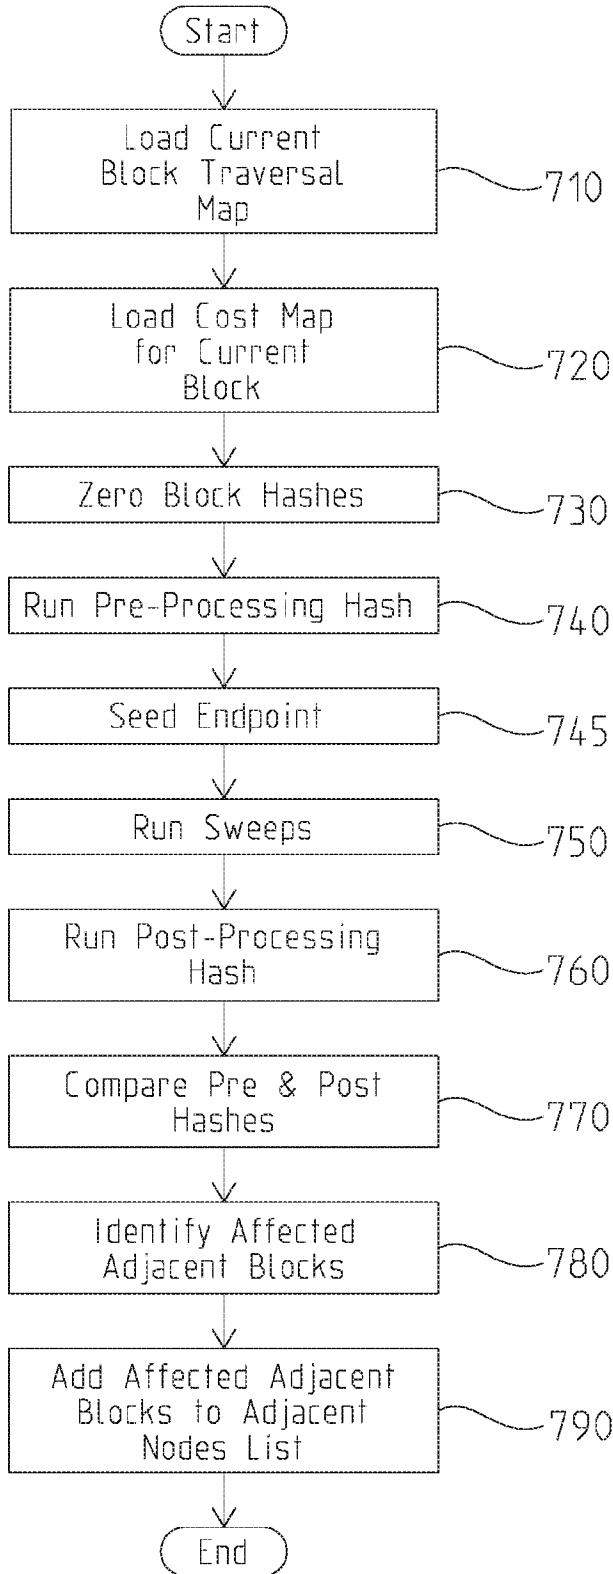 Start
Load Current
Block Traversal
Map
710
Load Cost Map
for Current
Block
720
Zero Block Hashes
730
Run Pre-Processing Hash
740
Seed Endpoint
745
Run Sweeps
750
Run Post-Processing
Hash
760
Compare Pre & Post
Hashes
770
Identify Affected
Adjacent Blocks
780
Add Affected Adjacent
Blocks to Adjacent
Nodes List
790
End